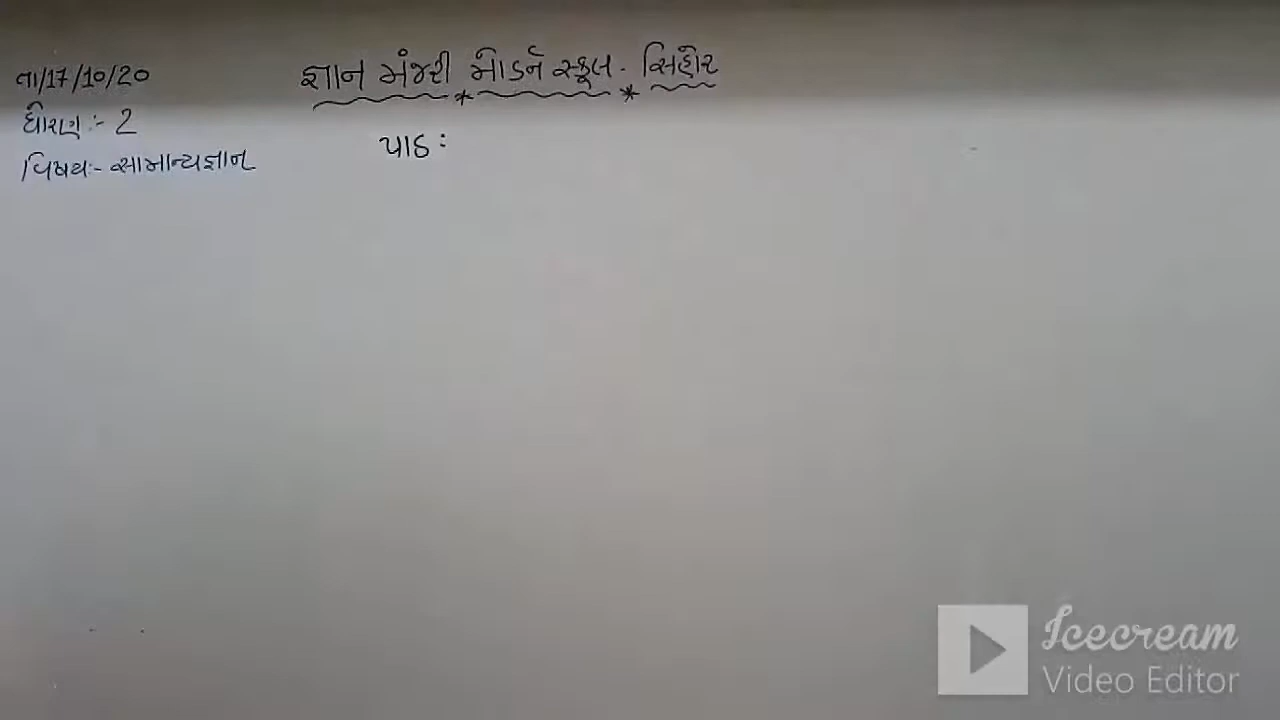 જ્ઞાન મંજરી મોડર્ન સ્કૂલ - સિહોર
તા/17/10/20
ધોરણ :- 2
વિષય:- સામાન્યજ્ઞાન
પાઠ :
Icecream
Video Editor